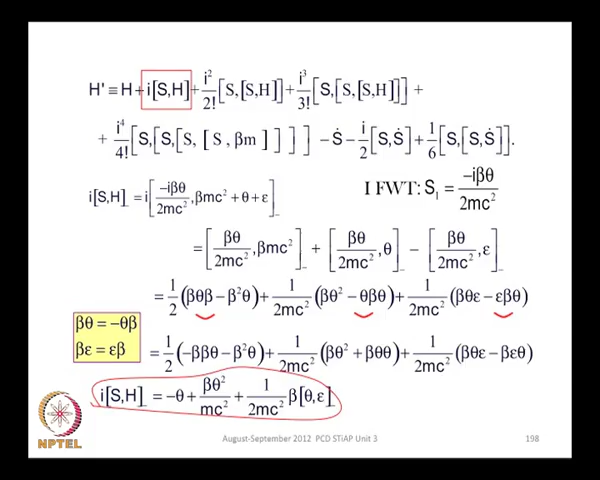 H' ≡ H + i[S,H] + i²/2! [S,[S,H]] + i³/3! [S,[S,[S,H]]] +
+ i⁴/4! [S,[S,[S, [S , βm ]]]] − Ṡ − i/2 [S,Ṡ] + 1/6 [S,[S,Ṡ]].
i[S,H]_ = i[−iβθ/2mc² , βmc² + θ + ε]_
I FWT: S₁ = −iβθ/2mc²
= [βθ/2mc² , βmc²]_ + [βθ/2mc² , θ]_ − [βθ/2mc² , ε]_
= 1/2 (βθβ − β²θ) + 1/2mc² (βθ² − θβθ) + 1/2mc² (βθε − εβθ)
βθ = −θβ
βε = εβ
= 1/2 (−ββθ − β²θ) + 1/2mc² (βθ² + βθθ) + 1/2mc² (βθε − βεθ)
i[S,H]_ = −θ + βθ²/mc² + 1/2mc² β[θ,ε]_
NPTEL
August-September 2012 PCD STiAP Unit 3
198